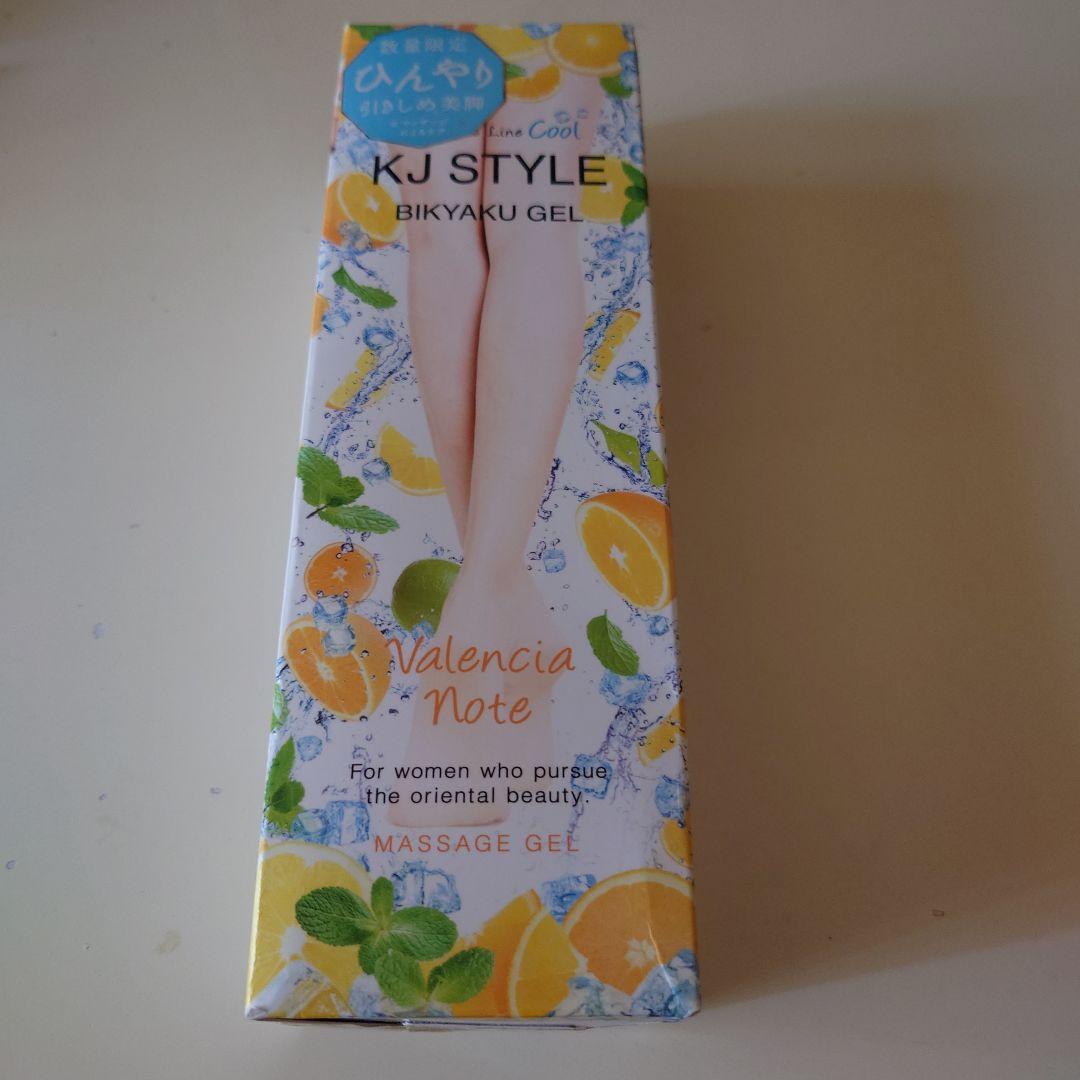 数量限定
ひんやり
引きしめ美脚
Line Cool
KJ STYLE
BIKYAKU GEL
Valencia
Note
For women who pursue
the oriental beauty.
MASSAGE GEL